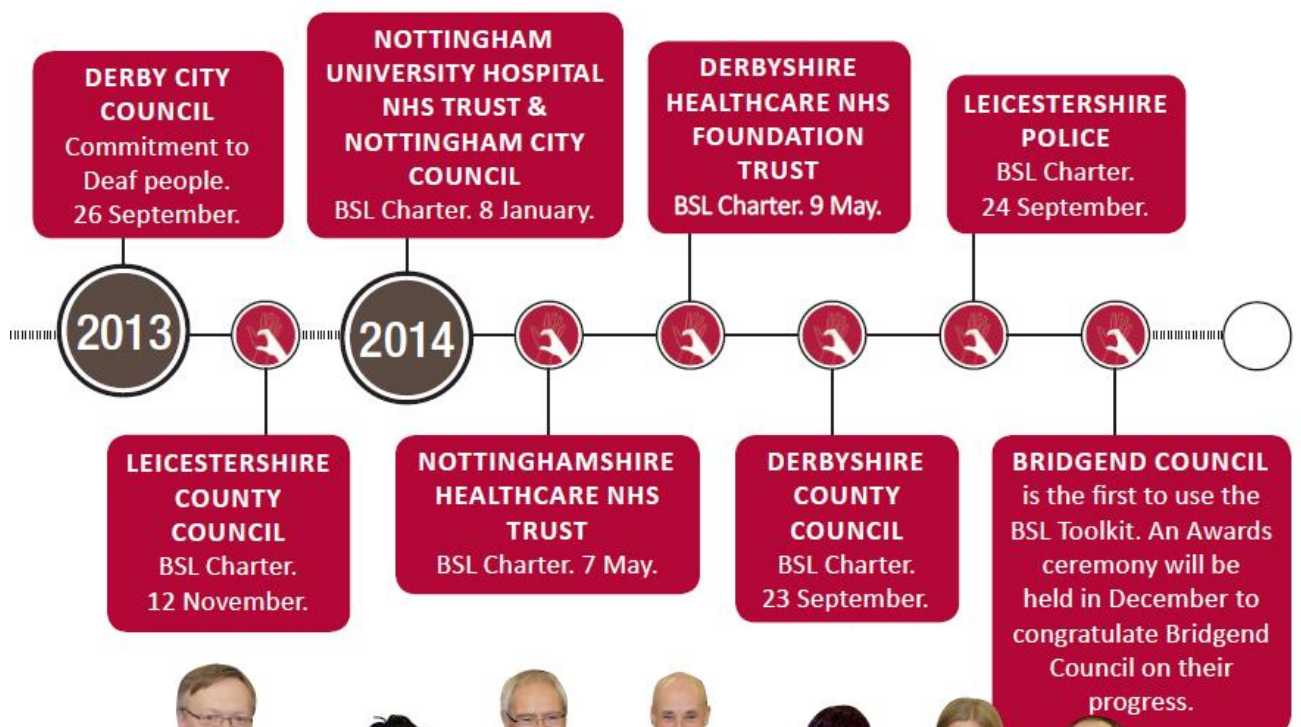 DERBY CITY
COUNCIL
Commitment to
Deaf people.
26 September.
NOTTINGHAM
UNIVERSITY HOSPITAL
NHS TRUST &
NOTTINGHAM CITY
COUNCIL
BSL Charter. 8 January.
DERBYSHIRE
HEALTHCARE NHS
FOUNDATION
TRUST
BSL Charter. 9 May.
LEICESTERSHIRE
POLICE
BSL Charter.
24 September.
2013
2014
LEICESTERSHIRE
COUNTY
COUNCIL
BSL Charter.
12 November.
NOTTINGHAMSHIRE
HEALTHCARE NHS
TRUST
BSL Charter. 7 May.
DERBYSHIRE
COUNTY
COUNCIL
BSL Charter.
23 September.
BRIDGEND COUNCIL
is the first to use the
BSL Toolkit. An Awards
ceremony will be
held in December to
congratulate Bridgend
Council on their
progress.